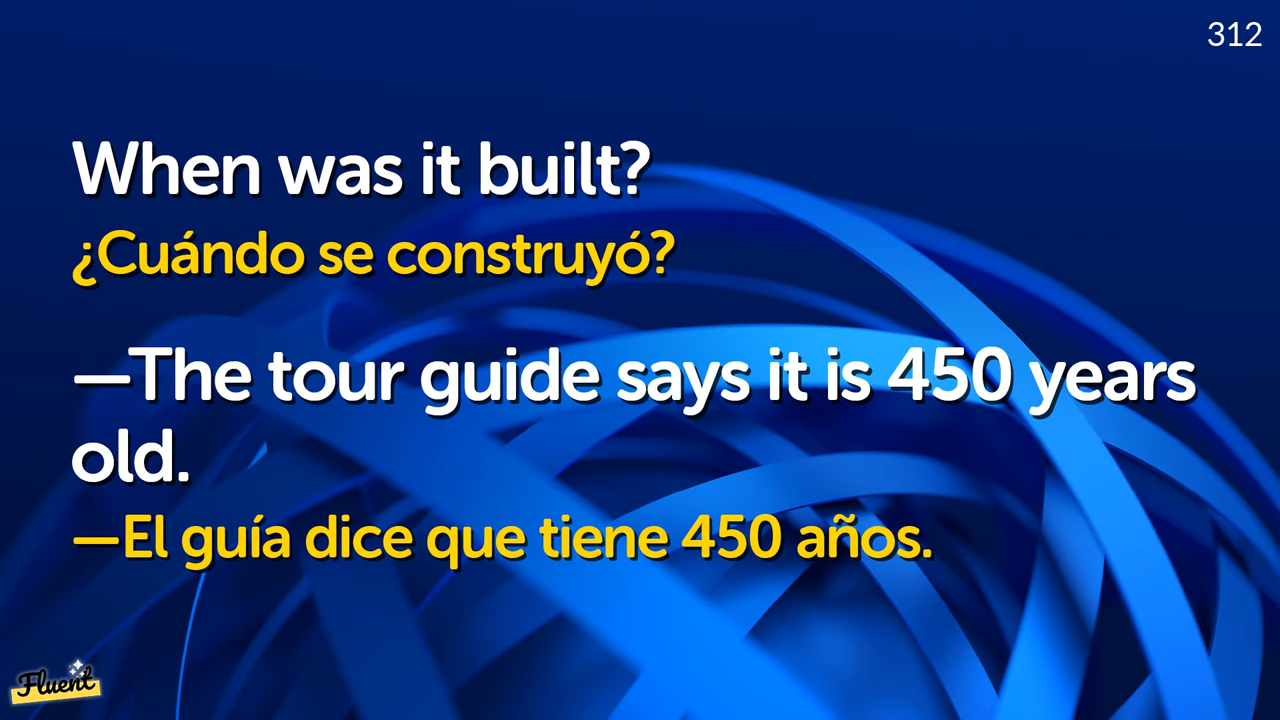 312
When was it built?
¿Cuándo se construyó?
—The tour guide says it is 450 years
old.
—El guía dice que tiene 450 años.
Fluent